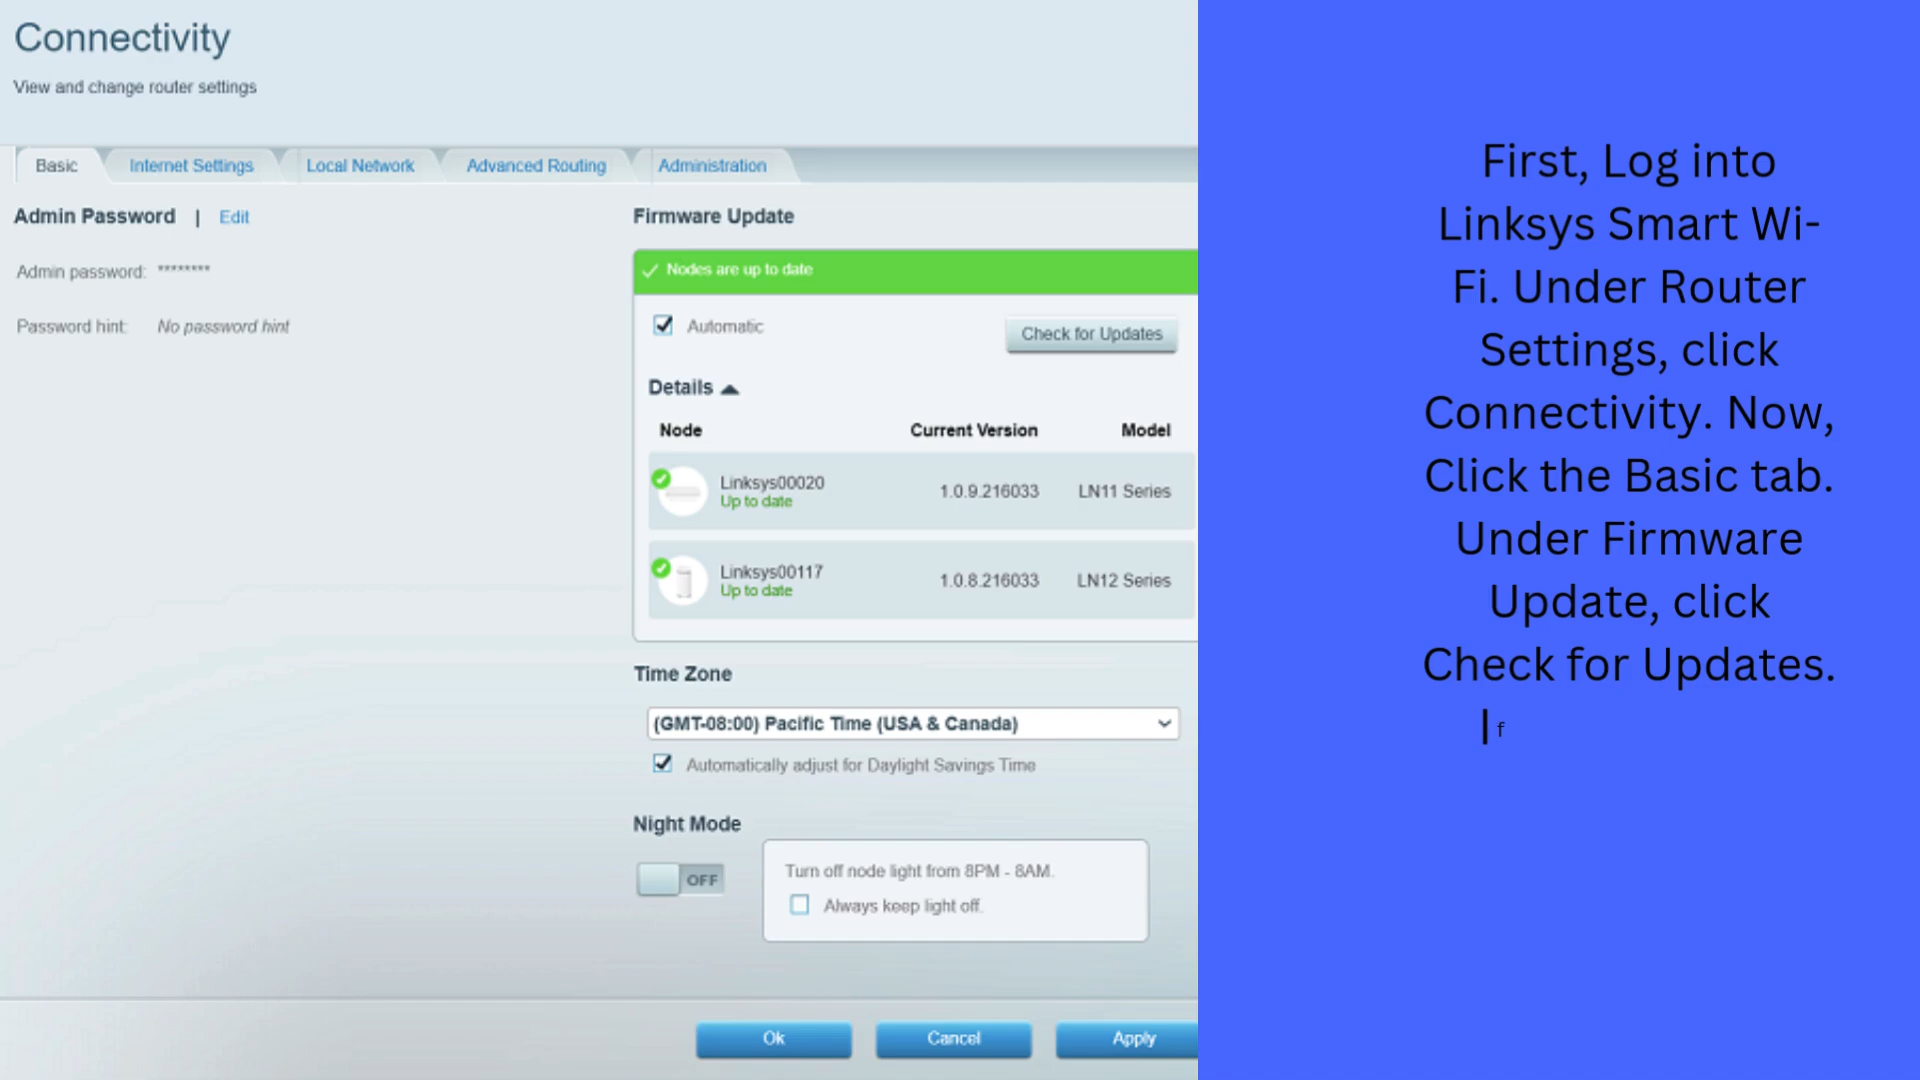 Connectivity
View and change router settings
Basic
Internet Settings
Local Network
Advanced Routing
Administration
Admin Password | Edit
Admin password: ********
Password hint: No password hint
Firmware Update
Nodes are up to date
Automatic
Check for Updates
Details
Node Current Version Model
Linksys00020
Up to date
1.0.9.216033 LN11 Series
Linksys00117
Up to date
1.0.8.216033 LN12 Series
Time Zone
(GMT-08:00) Pacific Time (USA & Canada)
Automatically adjust for Daylight Savings Time
Night Mode
OFF
Turn off node light from 8PM - 8AM.
Always keep light off.
Ok
Cancel
Apply
First, Log into
Linksys Smart Wi-
Fi. Under Router
Settings, click
Connectivity. Now,
Click the Basic tab.
Under Firmware
Update, click
Check for Updates.
If